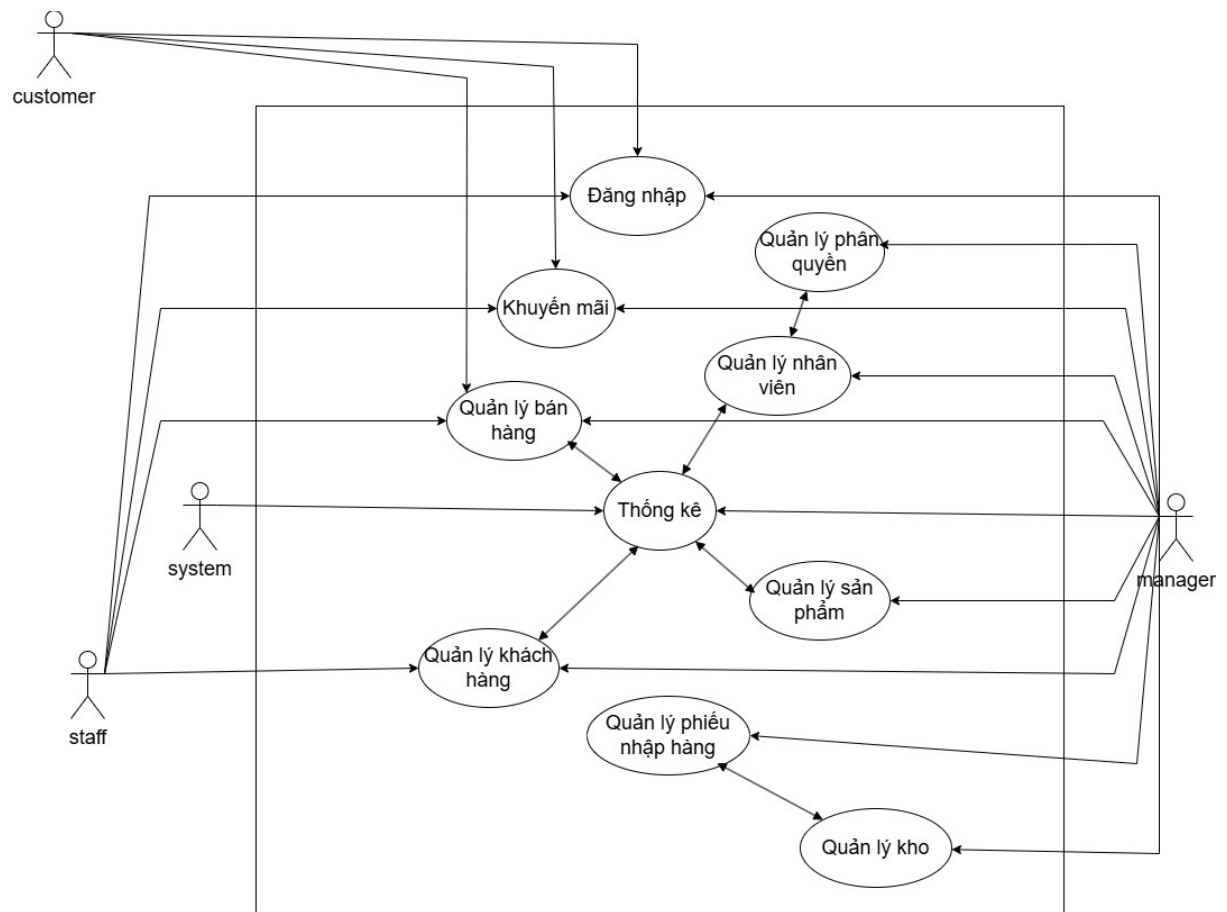 customer
Đăng nhập
Quản lý phân
quyền
Khuyến mãi
Quản lý nhân
viên
Quản lý bán
hàng
Thống kê
system
manager
Quản lý sản
phẩm
Quản lý khách
hàng
staff
Quản lý phiếu
nhập hàng
Quản lý kho